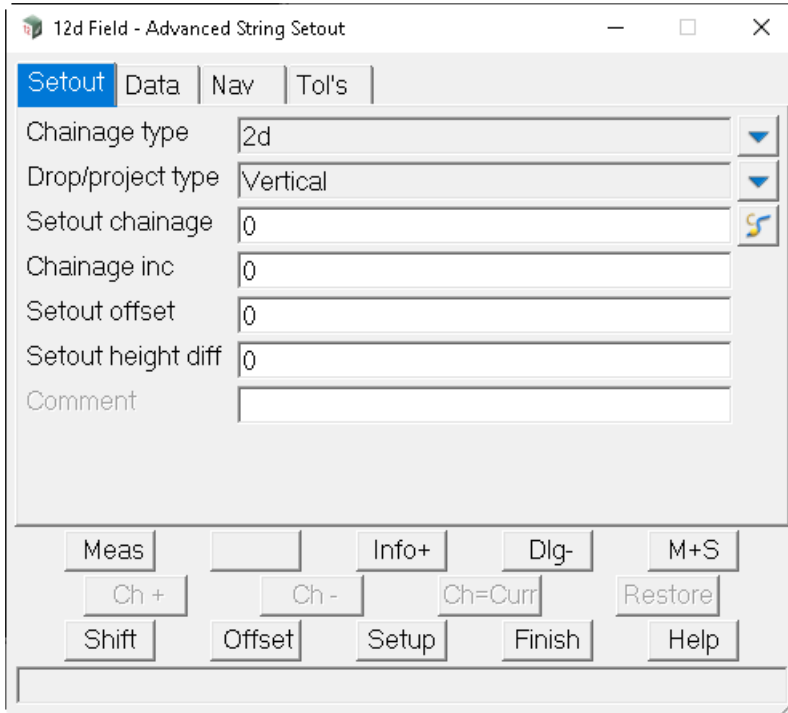 12d Field - Advanced String Setout
Setout Data Nav Tol's
Chainage type 2d
Drop/project type Vertical
Setout chainage 0
Chainage inc 0
Setout offset 0
Setout height diff 0
Comment
Meas Info+ Dlg- M+S
Ch + Ch - Ch=Curr Restore
Shift Offset Setup Finish Help